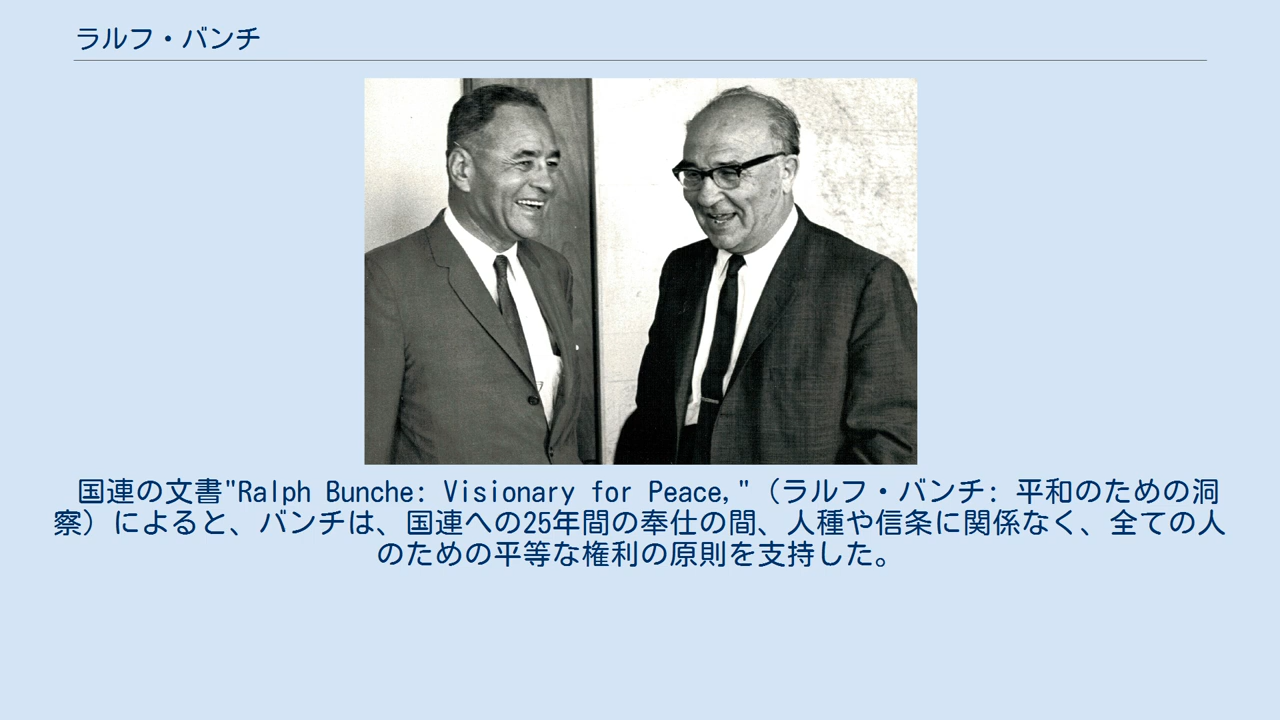 ラルフ・バンチ
国連の文書"Ralph Bunche: Visionary for Peace,"（ラルフ・バンチ: 平和のための洞
察）によると、バンチは、国連への25年間の奉仕の間、人種や信条に関係なく、全ての人
のための平等な権利の原則を支持した。